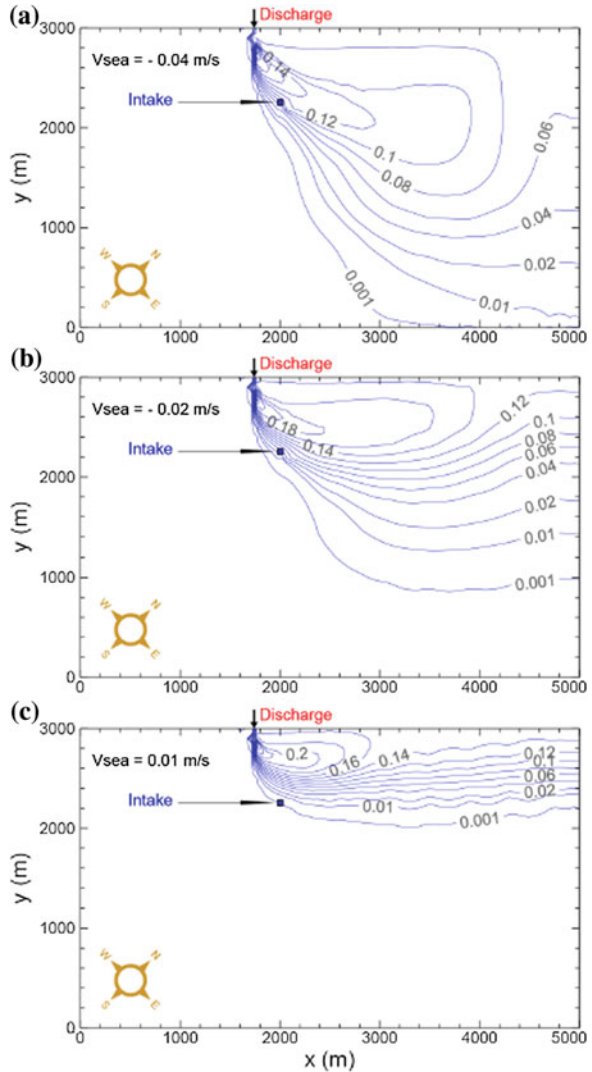 (a)
Discharge
3000
Vsea = - 0.04 m/s
0.14
Intake
0.12
0.06
2000
0.1
y (m)
0.08
0.04
1000
0.02
W N
0.001
0.01
S E
0
0 1000 2000 3000 4000 5000
(b)
Discharge
3000
Vsea = - 0.02 m/s
0.12
0.18
0.1
0.14
0.08
Intake
0.06
2000
0.04
y (m)
0.02
0.01
1000
0.001
W N
S E
0
0 1000 2000 3000 4000 5000
(c)
Discharge
3000
Vsea = 0.01 m/s
0.2
0.16
0.14
0.12
0.1
0.06
0.02
Intake
0.01
0.001
2000
y (m)
1000
W N
S E
0
0 1000 2000 3000 4000 5000
x (m)